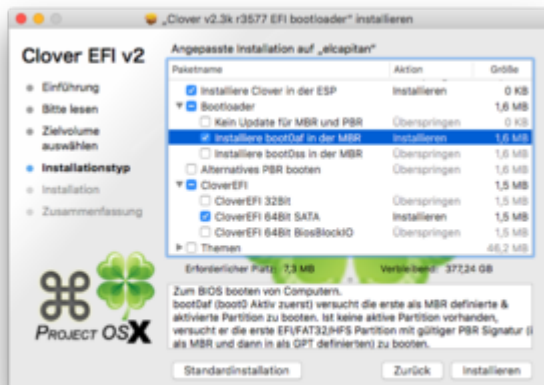 „Clover v2.3k r3577 EFI bootloader" installieren
Clover EFI v2
Einführung
Bitte lesen
Zielvolume
auswählen
Installationstyp
Installation
Zusammenfassung
PROJECT OSX
Angepasste Installation auf „elcapitan"
Paketname Aktion Größe
Installiere Clover in der ESP Installieren 0 KB
Bootloader 1,6 MB
Kein Update für MBR und PBR Überspringen 0 KB
Installiere boot0af in der MBR Installieren 1,6 MB
Installiere boot0ss in der MBR Überspringen 1,6 MB
Alternatives PBR booten Überspringen 1,6 MB
CloverEFI 1,5 MB
CloverEFI 32Bit Überspringen 1,5 MB
CloverEFI 64Bit SATA Installieren 1,5 MB
CloverEFI 64Bit BiosBlockIO Überspringen 1,5 MB
Themen 46,2 MB
Erforderlicher Platz: 7,3 MB Verbleibend: 377,24 GB
Zum BIOS booten von Computern.
boot0af (boot0 Aktiv zuerst) versucht die erste als MBR definierte &
aktivierte Partition zu booten. Ist keine aktive Partition vorhanden,
versucht er die erste EFI/FAT32/HFS Partition mit gültiger PBR Signatur (i
als MBR und dann in als GPT definierten) zu booten.
Standardinstallation Zurück Installieren